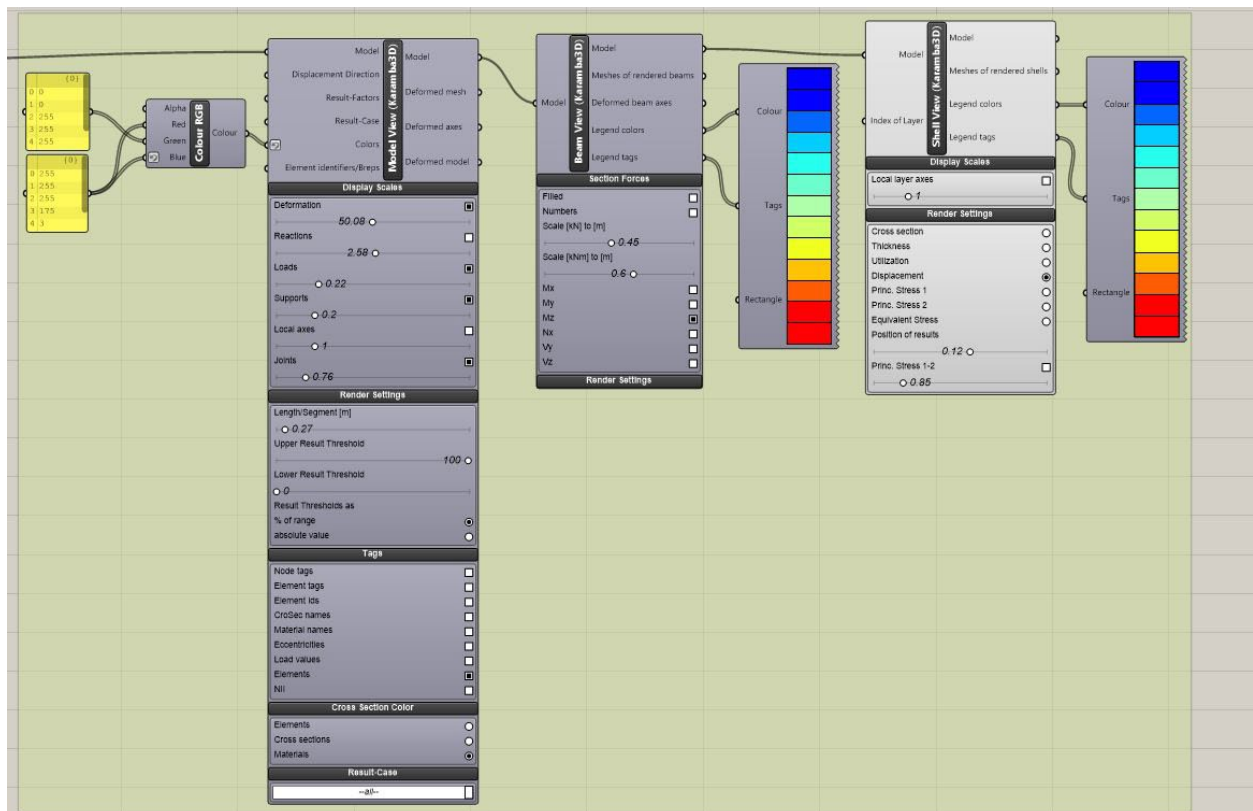 {0}
0 0
1 0
2 255
3 255
4 255
{0}
0 255
1 255
2 255
3 175
4 3
Alpha
Red
Green
Blue
Colour RGB
Colour
Model
Displacement Direction
Result-Factors
Result-Case
Colors
Element identifiers/Breps
Model View (Karamba3D)
Model
Deformed mesh
Deformed axes
Deformed model
Display Scales
Deformation
50.08
Reactions
2.58
Loads
0.22
Supports
0.2
Local axes
1
Joints
0.76
Render Settings
Length/Segment [m]
0.27
Upper Result Threshold
100
Lower Result Threshold
0
Result Thresholds as
% of range
absolute value
Tags
Node tags
Element tags
Element Ids
CroSec names
Material names
Eccentricities
Load values
Elements
NII
Cross Section Color
Elements
Cross sections
Materials
Result-Case
--all--
Model
Beam View (Karamba3D)
Model
Meshes of rendered beams
Deformed beam axes
Legend colors
Legend tags
Section Forces
Filled
Numbers
Scale [kN] to [m]
0.45
Scale [kNm] to [m]
0.6
Mx
My
Mz
Nx
Vy
Vz
Render Settings
Colour
Tags
Rectangle
Model
Index of Layer
Shell View (Karamba3D)
Model
Meshes of rendered shells
Legend colors
Legend tags
Display Scales
Local layer axes
1
Render Settings
Cross section
Thickness
Utilization
Displacement
Princ. Stress 1
Princ. Stress 2
Equivalent Stress
Position of results
0.12
Princ. Stress 1-2
0.85
Colour
Tags
Rectangle